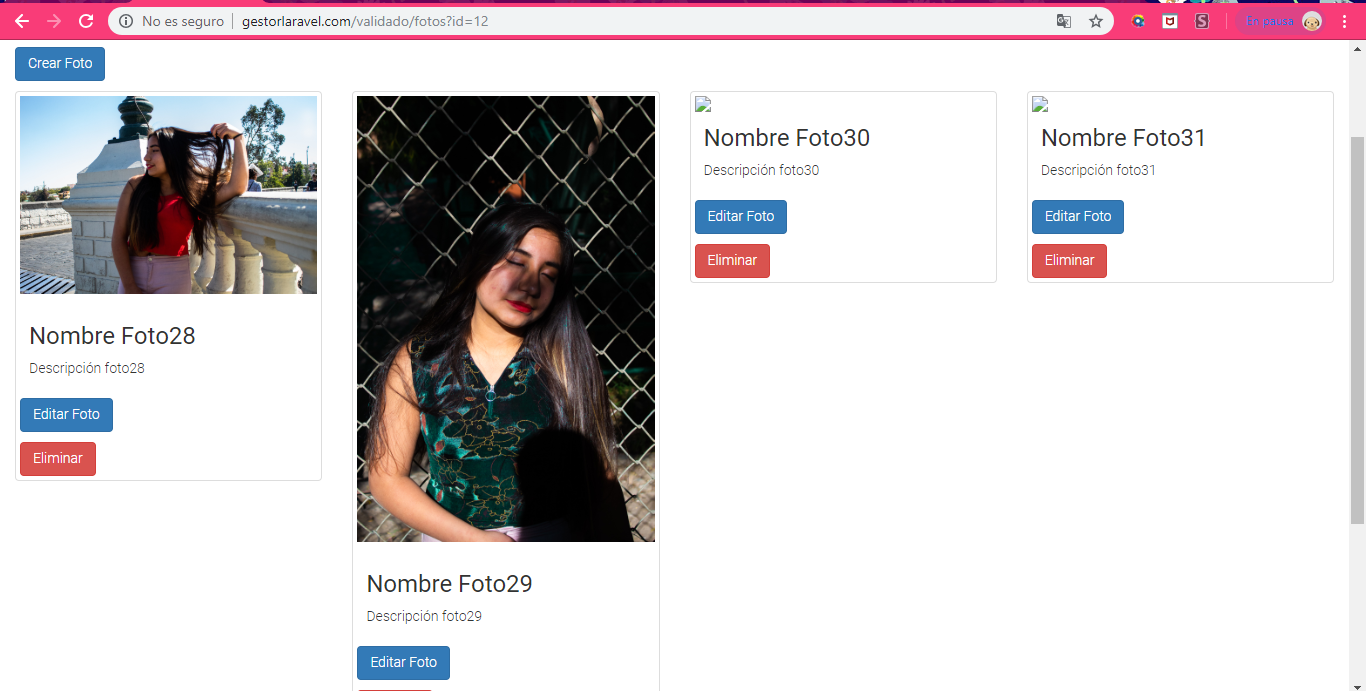 No es seguro
gestorlaravel.com/validado/fotos?id=12
En pausa
Crear Foto
Nombre Foto28
Descripción foto28
Editar Foto
Eliminar
Nombre Foto29
Descripción foto29
Editar Foto
Nombre Foto30
Descripción foto30
Editar Foto
Eliminar
Nombre Foto31
Descripción foto31
Editar Foto
Eliminar